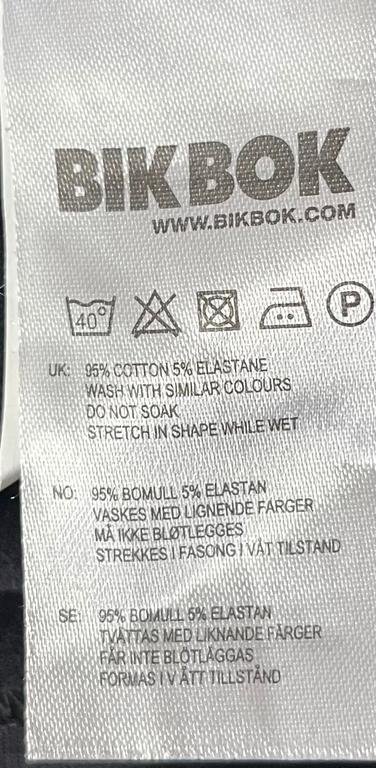 BIKBOK
WWW.BIKBOK.COM
40°
P
UK: 95% COTTON 5% ELASTANE
WASH WITH SIMILAR COLOURS
DO NOT SOAK
STRETCH IN SHAPE WHILE WET
NO: 95% BOMULL 5% ELASTAN
VASKES MED LIGNENDE FARGER
MÅ IKKE BLØTLEGGES
STREKKES I FASONG I VÅT TILSTAND
SE: 95% BOMULL 5% ELASTAN
TVÄTTAS MED LIKNANDE FÄRGER
FÅR INTE BLÖTLÄGGAS
FORMAS I V ÅTT TILLSTÅND